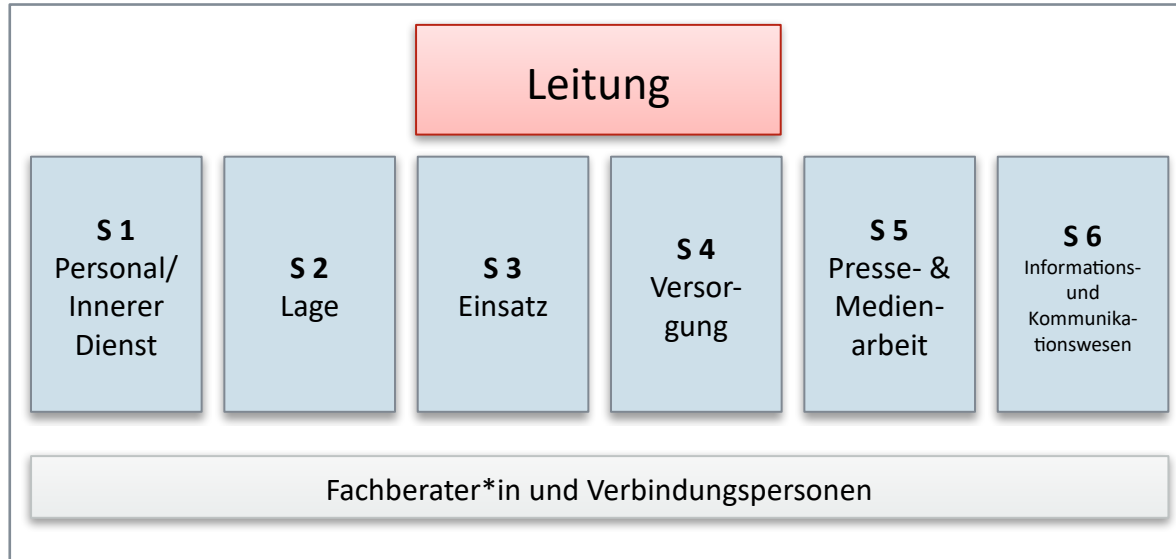 Leitung
S 1
Personal/
Innerer
Dienst
S 2
Lage
S 3
Einsatz
S 4
Versor-
gung
S 5
Presse- &
Medien-
arbeit
S 6
Informations-
und
Kommunika-
tionswesen
Fachberater*in und Verbindungspersonen